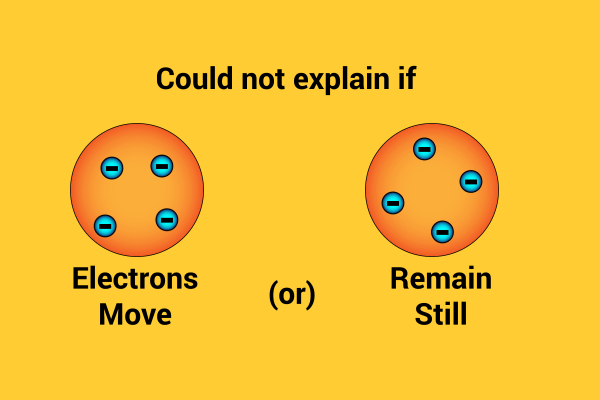 Could not explain if
Electrons
Move
(or)
Remain
Still